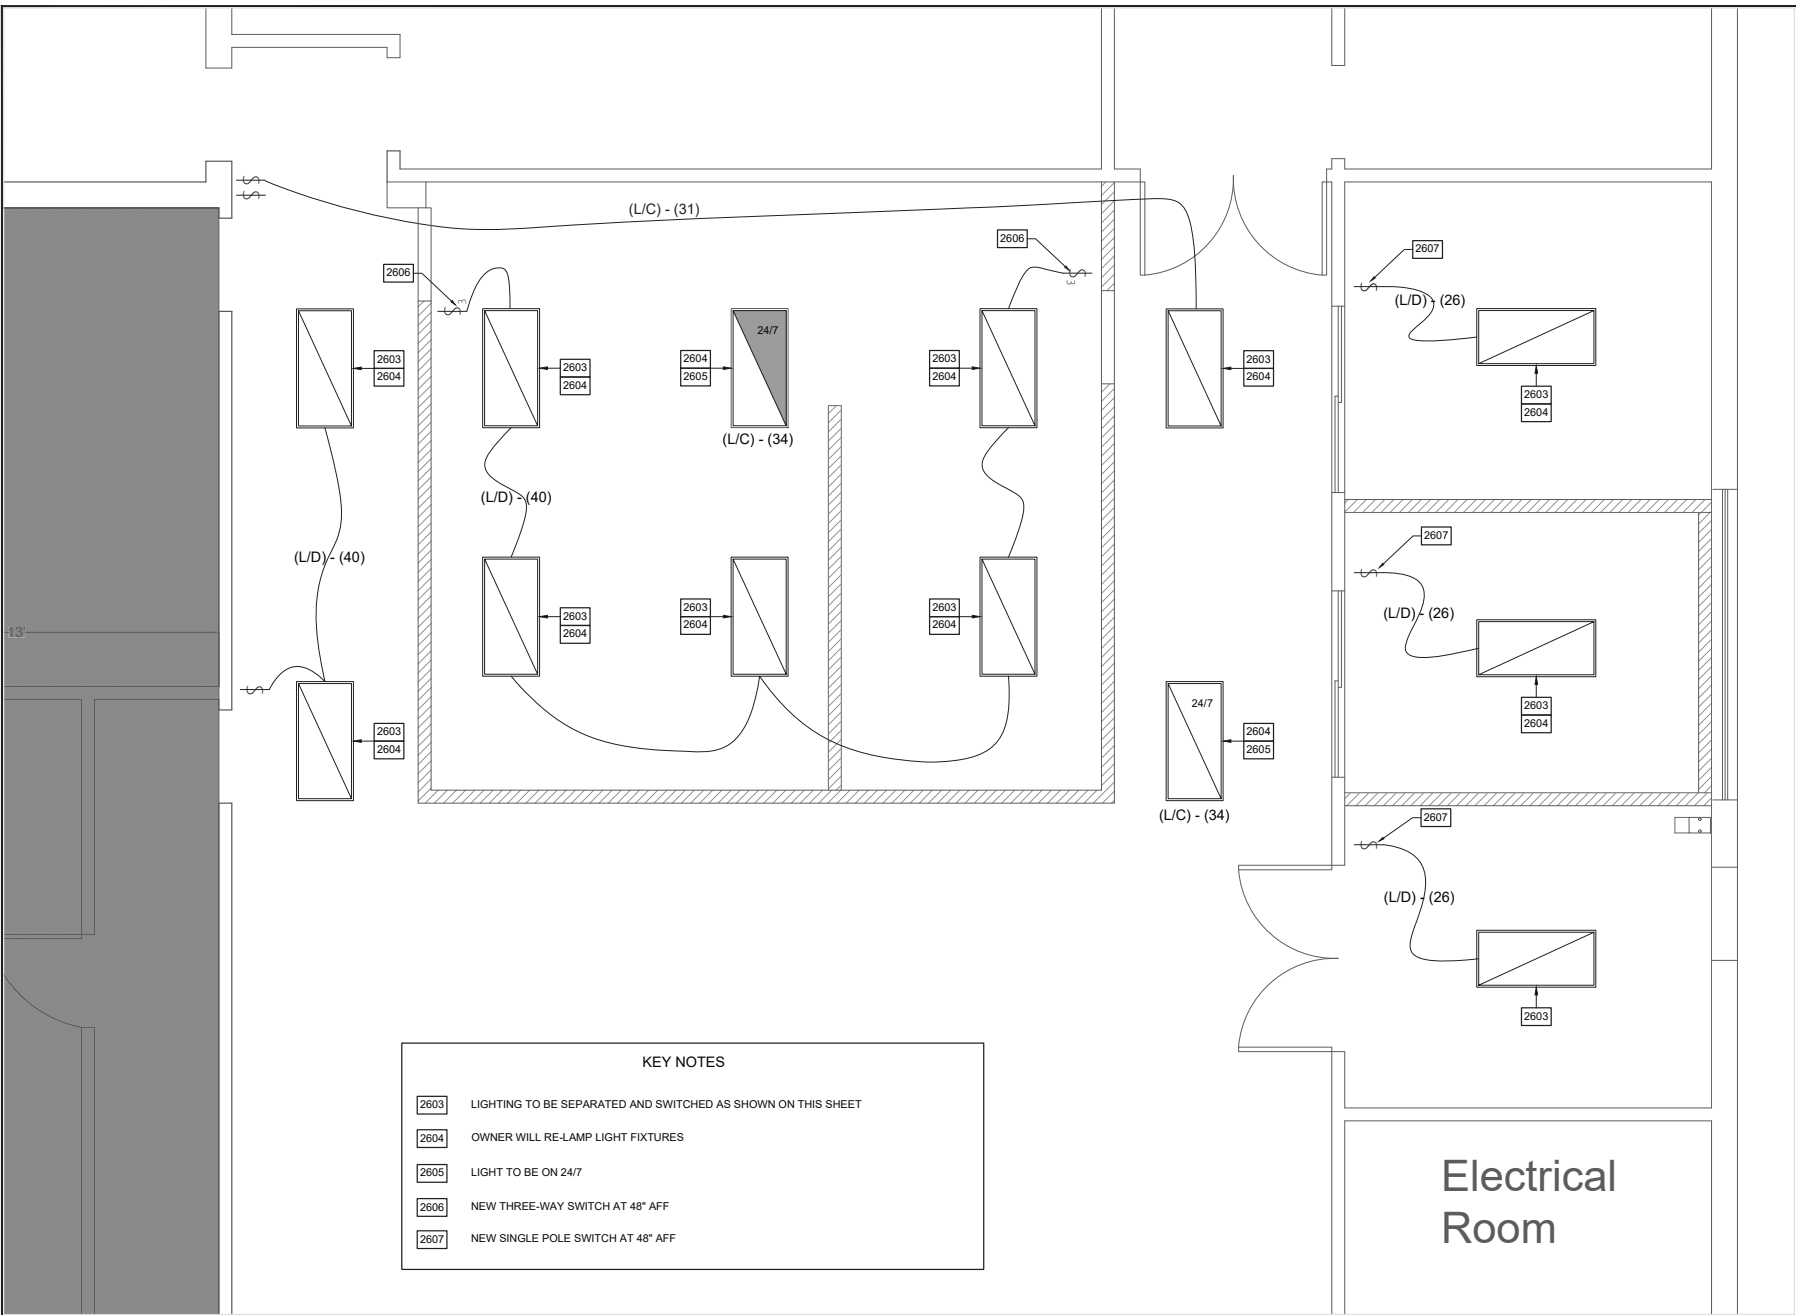 (L/C) - (31)
2606
2606
3
3
2607
(L/D) - (26)
24/7
2603
2604
2603
2604
2604
2605
2603
2604
2603
2604
2603
2604
(L/C) - (34)
(L/D) - (40)
(L/D) - (40)
2607
(L/D) - (26)
2603
2604
2603
2604
2603
2604
13'
2603
2604
24/7
2603
2604
2604
2605
(L/C) - (34)
2607
(L/D) - (26)
2603
KEY NOTES
2603 LIGHTING TO BE SEPARATED AND SWITCHED AS SHOWN ON THIS SHEET
2604 OWNER WILL RE-LAMP LIGHT FIXTURES
2605 LIGHT TO BE ON 24/7
2606 NEW THREE-WAY SWITCH AT 48" AFF
2607 NEW SINGLE POLE SWITCH AT 48" AFF
Electrical
Room